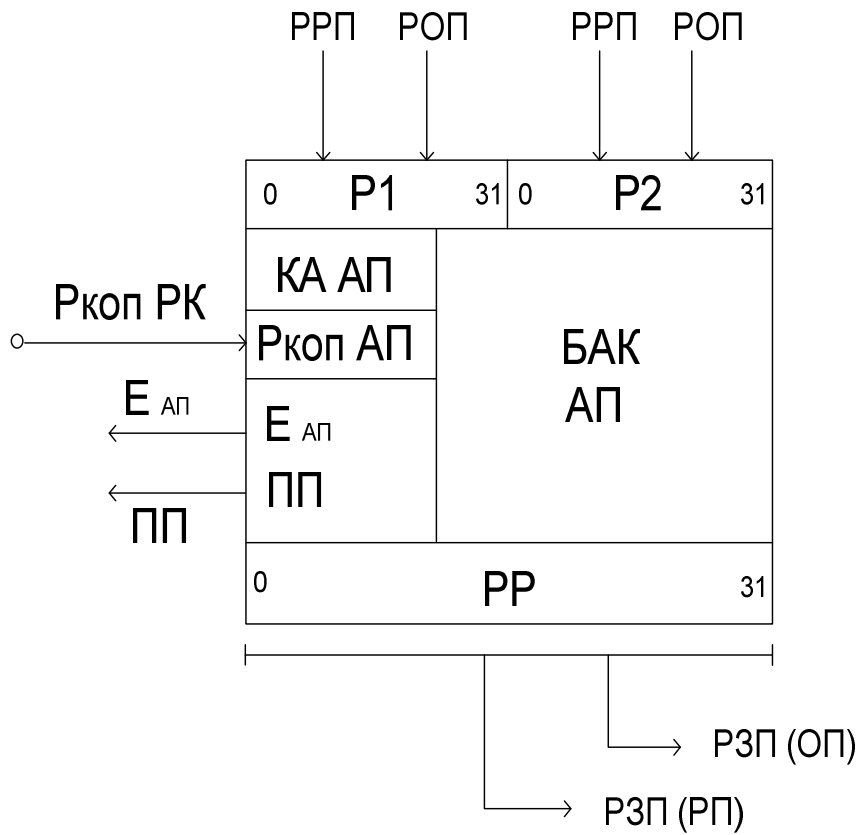 РРП РОП РРП РОП
0 Р1 31 0 Р2 31
КА АП
Ркоп РК
Ркоп АП
БАК
АП
Е АП
Е АП
ПП
ПП
0 РР 31
РЗП (ОП)
РЗП (РП)